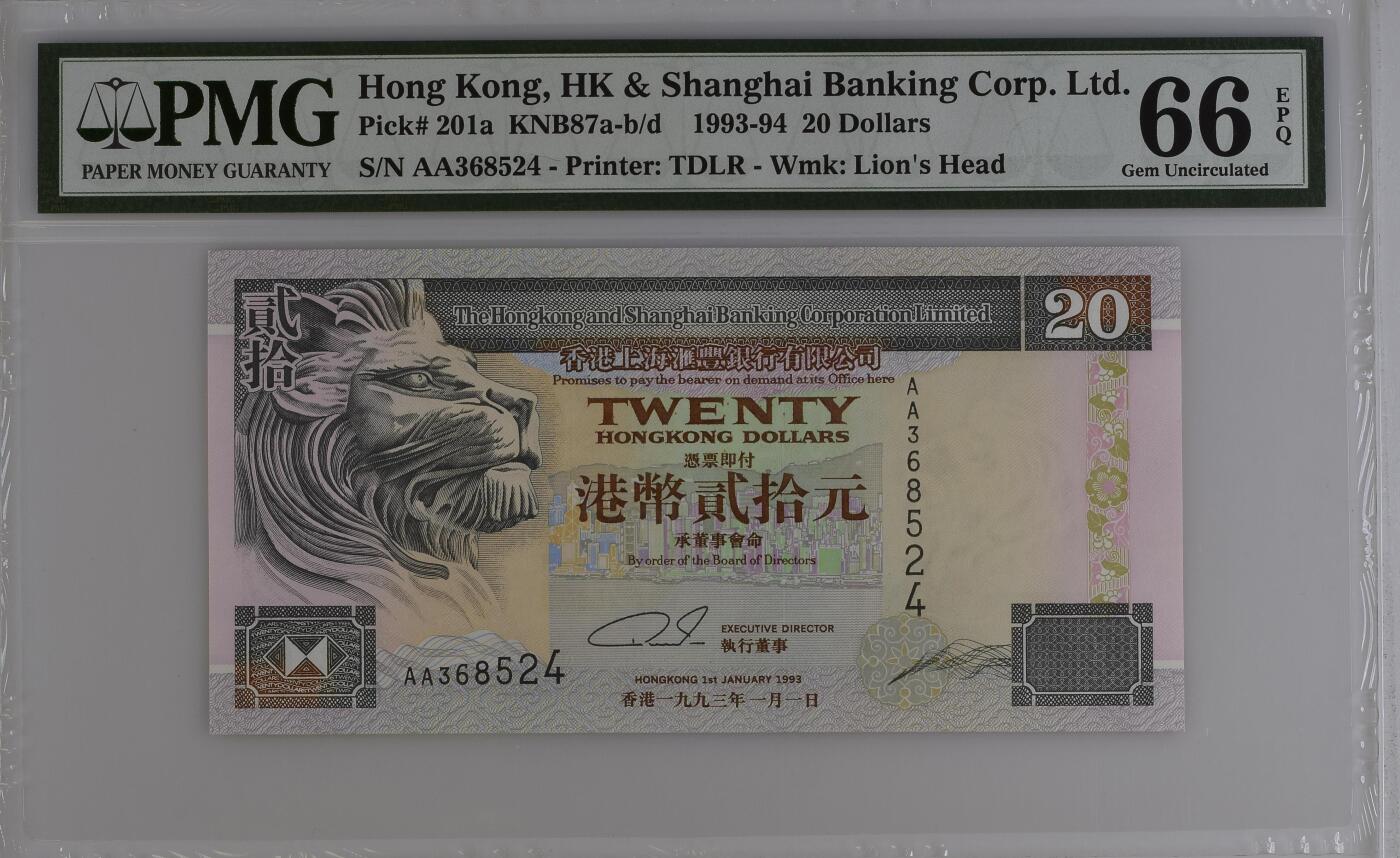 PMG
PAPER MONEY GUARANTY
Hong Kong, HK & Shanghai Banking Corp. Ltd.
Pick# 201a KNB87a-b/d 1993-94 20 Dollars
S/N AA368524 - Printer: TDLR - Wmk: Lion's Head
66
EPQ
Gem Uncirculated
貳拾
The Hongkong and Shanghai Banking Corporation Limited
20
香港上海滙豐銀行有限公司
Promises to pay the bearer on demand at its Office here
TWENTY
HONGKONG DOLLARS
憑票即付
港幣貳拾元
承董事會命
By order of the Board of Directors
AA368524
EXECUTIVE DIRECTOR
執行董事
AA368524
HONGKONG 1st JANUARY 1993
香港一九九三年一月一日